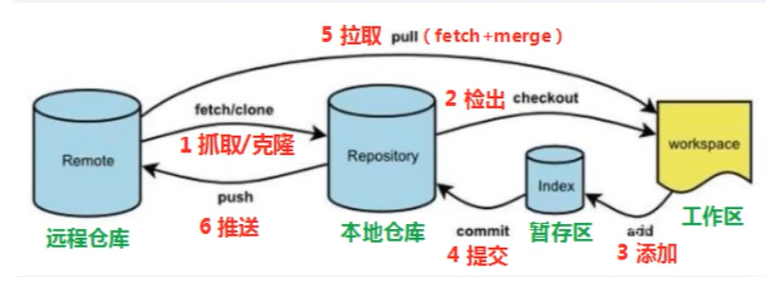 5 拉取 pull ( fetch+merge )
fetch/clone
2 检出 checkout
1 抓取/克隆
Remote
Repository
workspace
Index
push
6 推送
commit
add
远程仓库
本地仓库
暂存区
工作区
4 提交
3 添加